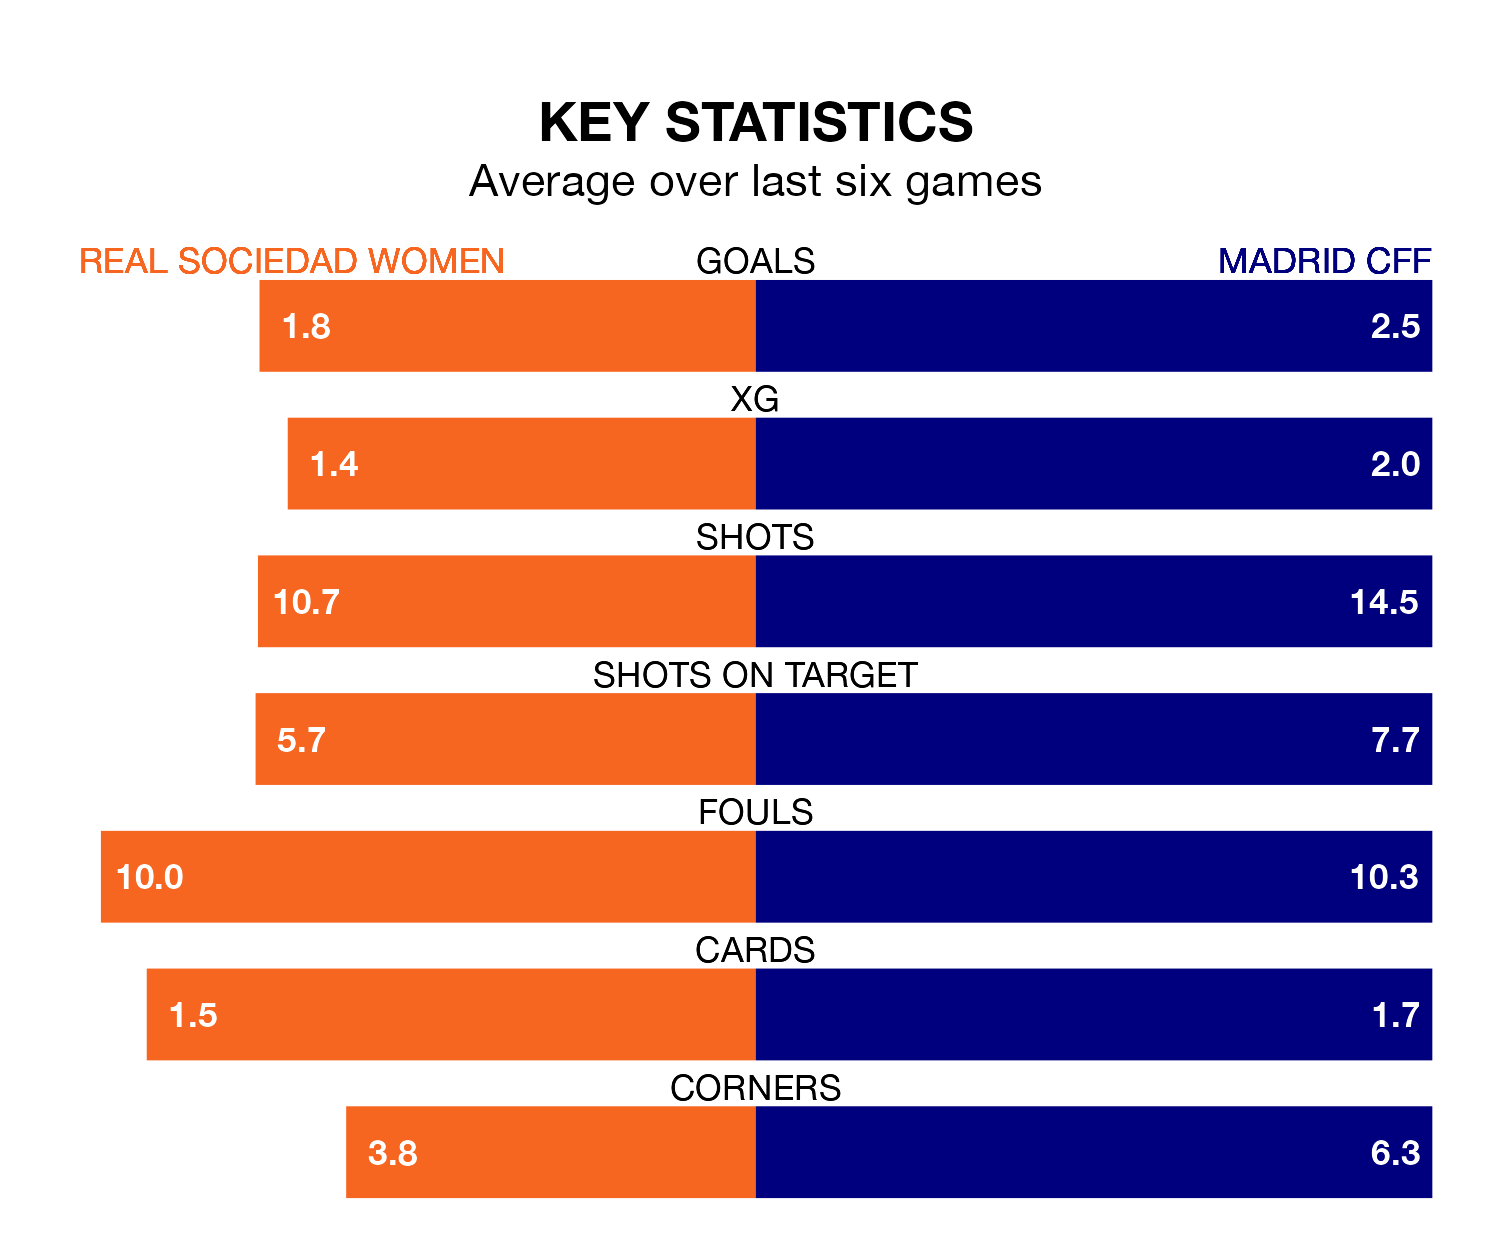 KEY STATISTICS
Average over last six games
REAL SOCIEDAD WOMEN GOALS MADRID CFF
1.8 2.5
XG
1.4 2.0
SHOTS
10.7 14.5
SHOTS ON TARGET
5.7 7.7
FOULS
10.0 10.3
CARDS
1.5 1.7
CORNERS
3.8 6.3